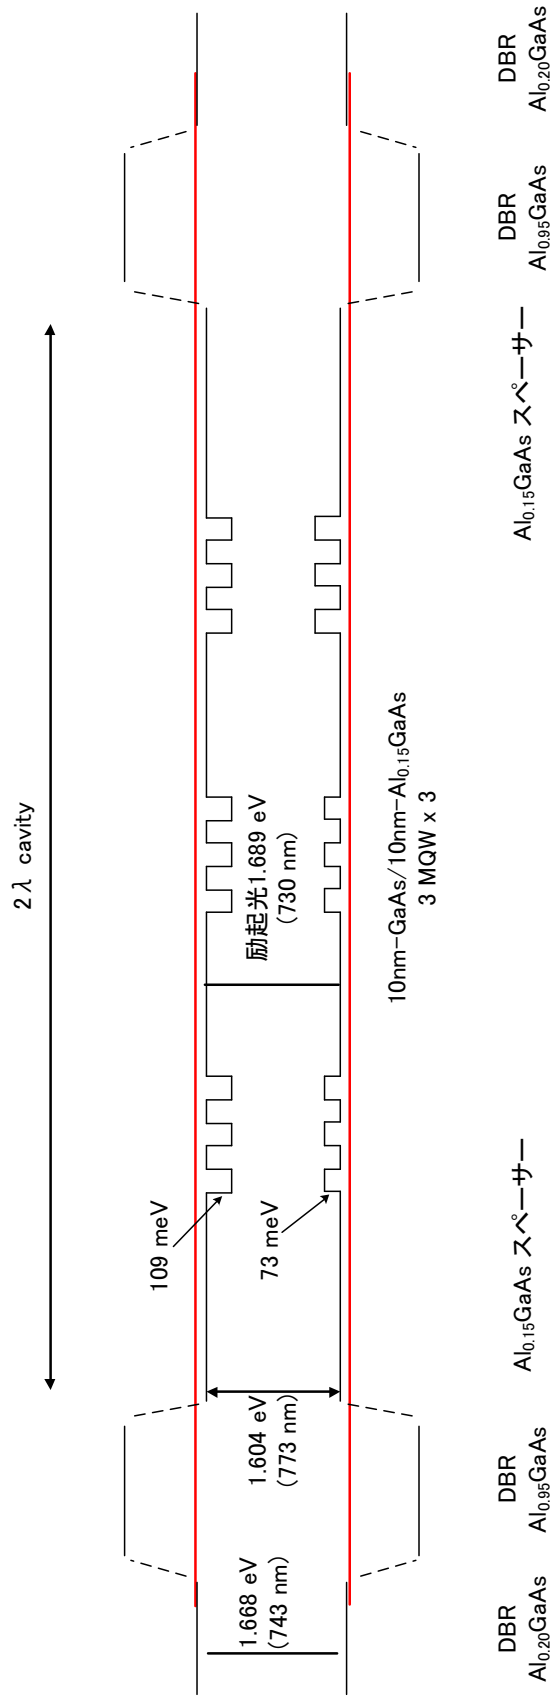 2λ cavity
109 meV
73 meV
1.604 eV
(773 nm)
1.668 eV
(743 nm)
励起光1.689 eV
(730 nm)
10nm-GaAs/10nm-Al0.15GaAs
3 MQW x 3
DBR
Al0.20GaAs
DBR
Al0.95GaAs
Al0.15GaAs スペーサー
Al0.15GaAs スペーサー
DBR
Al0.95GaAs
DBR
Al0.20GaAs